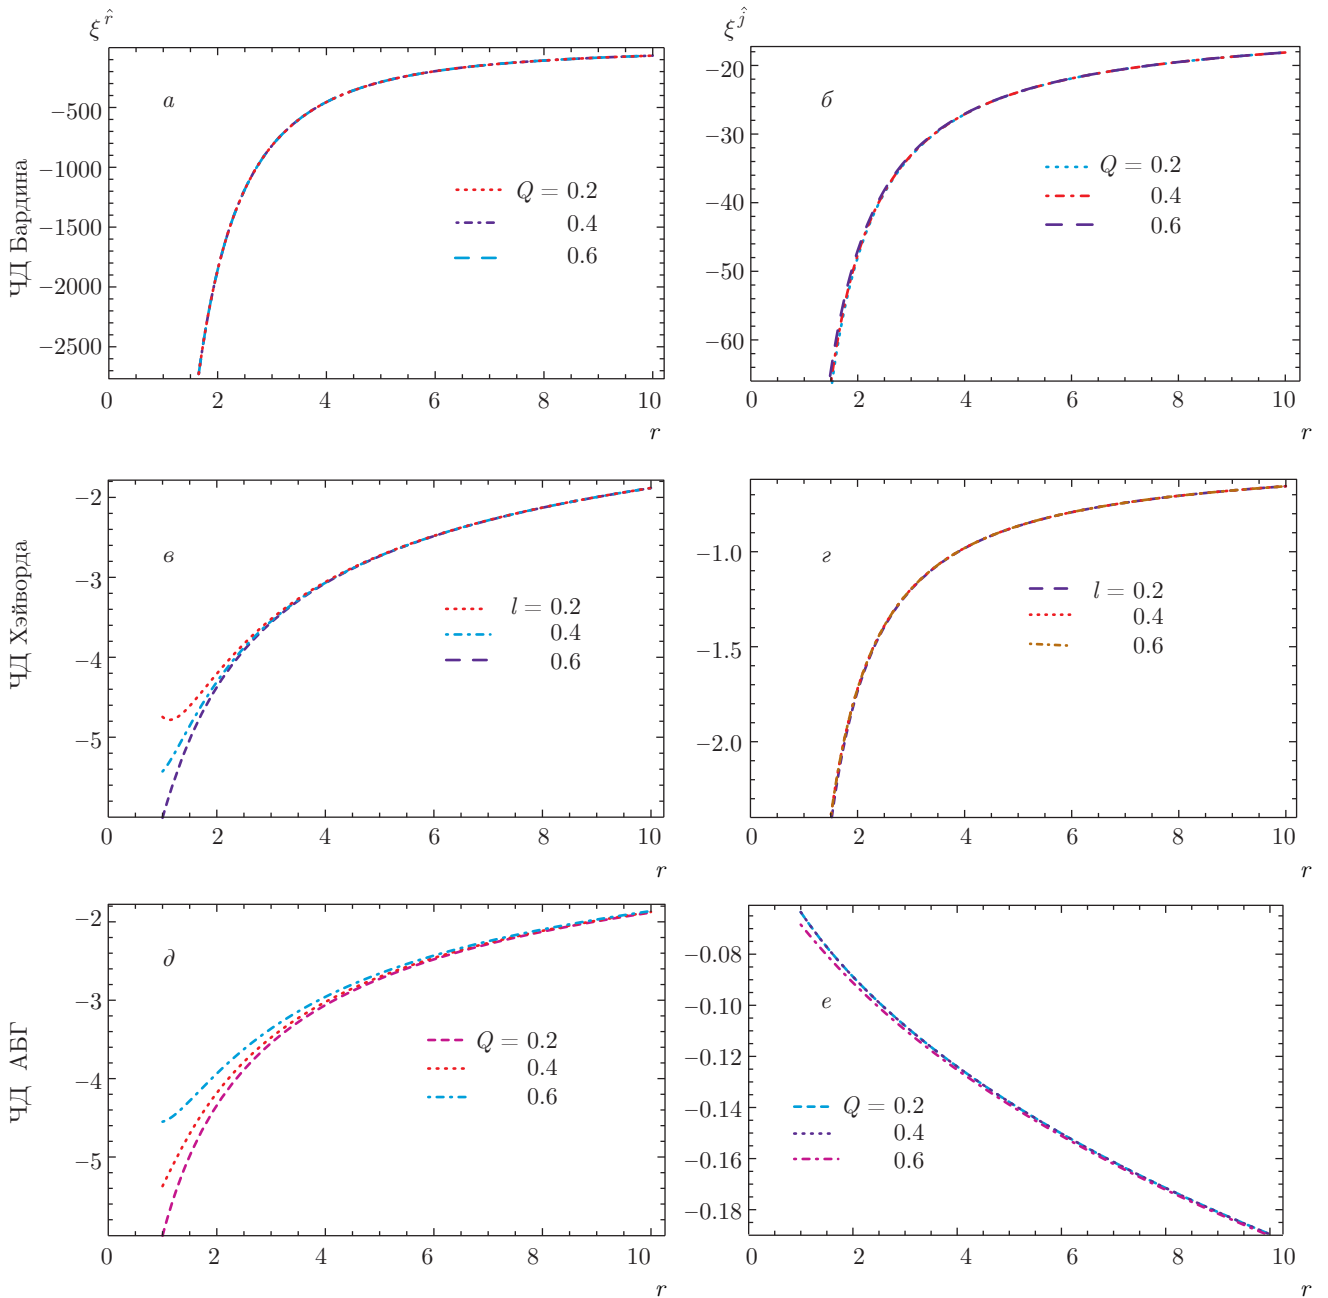 ξ^r̂
ЧД Бардина
а
−500
−1000
−1500
−2000
−2500
Q = 0.2
0.4
0.6
0 2 4 6 8 10
r
ξ^ĵ
б
−20
−30
−40
−50
−60
Q = 0.2
0.4
0.6
0 2 4 6 8 10
r
ЧД Хэйворда
в
−2
−3
−4
−5
l = 0.2
0.4
0.6
0 2 4 6 8 10
r
г
−1.0
−1.5
−2.0
l = 0.2
0.4
0.6
0 2 4 6 8 10
r
ЧД АБГ
д
−2
−3
−4
−5
Q = 0.2
0.4
0.6
0 2 4 6 8 10
r
е
−0.08
−0.10
−0.12
−0.14
−0.16
−0.18
Q = 0.2
0.4
0.6
0 2 4 6 8 10
r